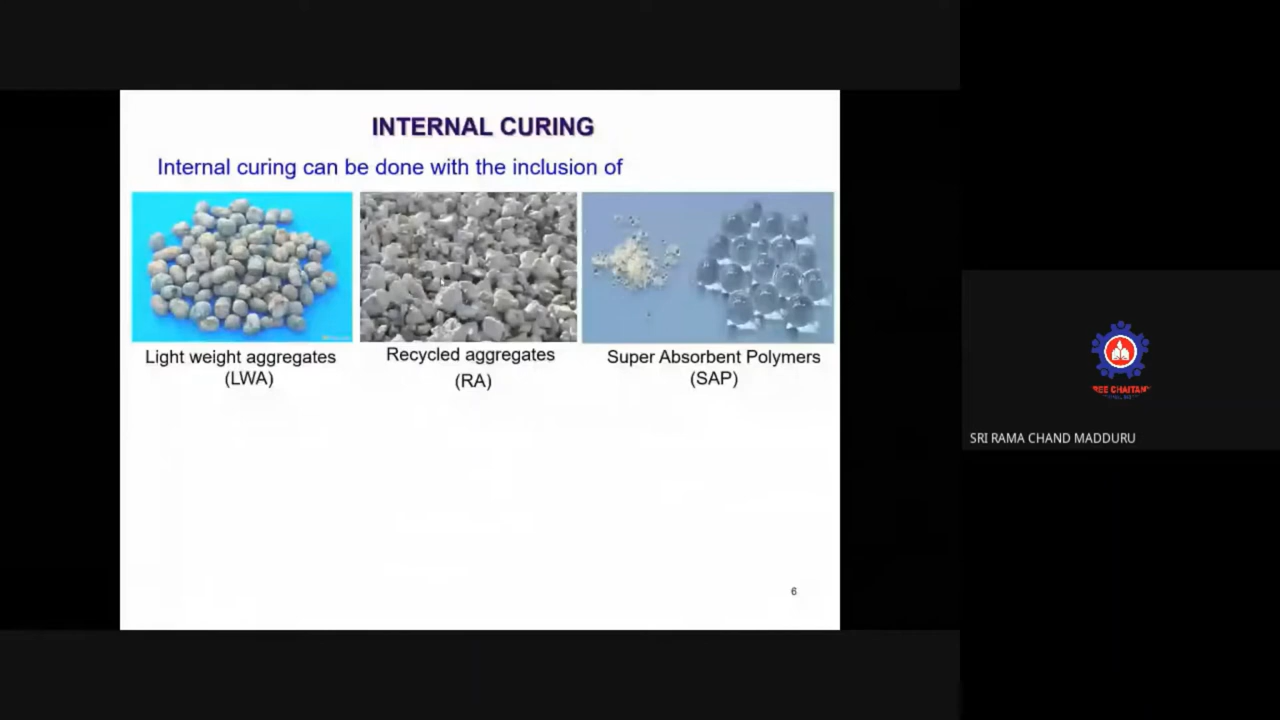 INTERNAL CURING
Internal curing can be done with the inclusion of
Light weight aggregates
(LWA)
Recycled aggregates
(RA)
Super Absorbent Polymers
(SAP)
6
SRI RAMA CHAND MADDURU